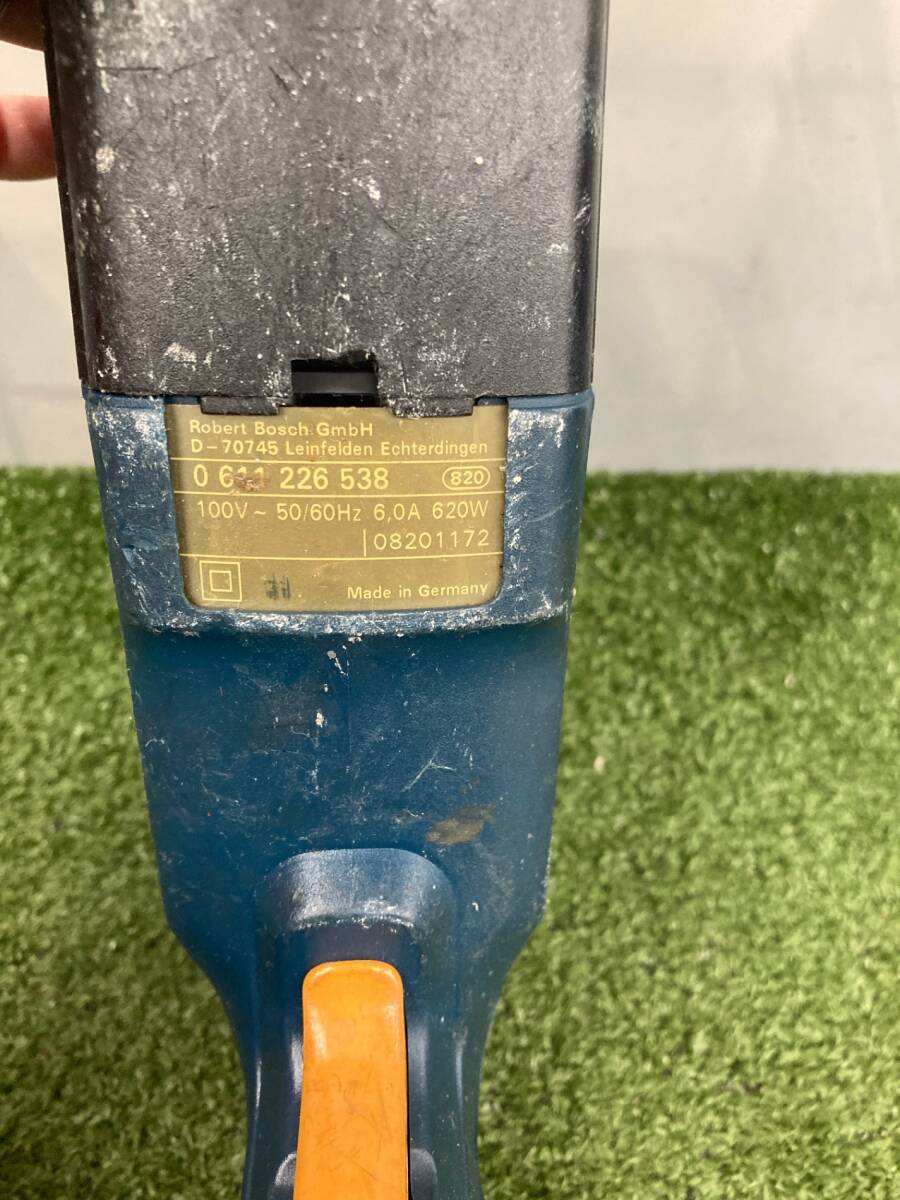 Robert Bosch GmbH
D-70745 Leinfelden Echterdingen
0 611 226 538 820
100V~ 50/60Hz 6,0A 620W
08201172
Made in Germany